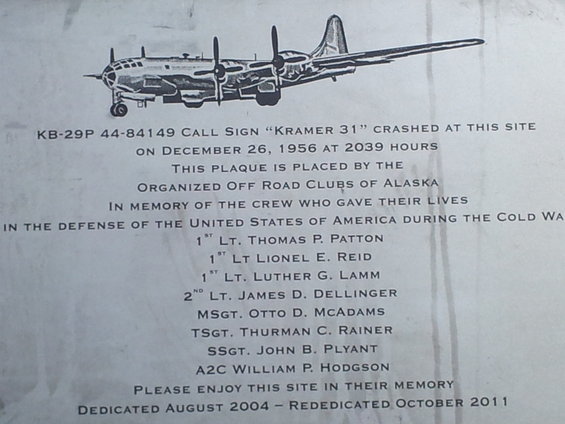 KB-29P 44-84149 Call Sign “Kramer 31” crashed at this site
on December 26, 1956 at 2039 hours
This plaque is placed by the
Organized Off Road Clubs of Alaska
In memory of the crew who gave their lives
in the defense of the United States of America during the Cold Wa
1st Lt. Thomas P. Patton
1st Lt Lionel E. Reid
1st Lt. Luther G. Lamm
2nd Lt. James D. Dellinger
MSgt. Otto D. McAdams
TSgt. Thurman C. Rainer
SSgt. John B. Plyant
A2C William P. Hodgson
Please enjoy this site in their memory
Dedicated August 2004 – Rededicated October 2011